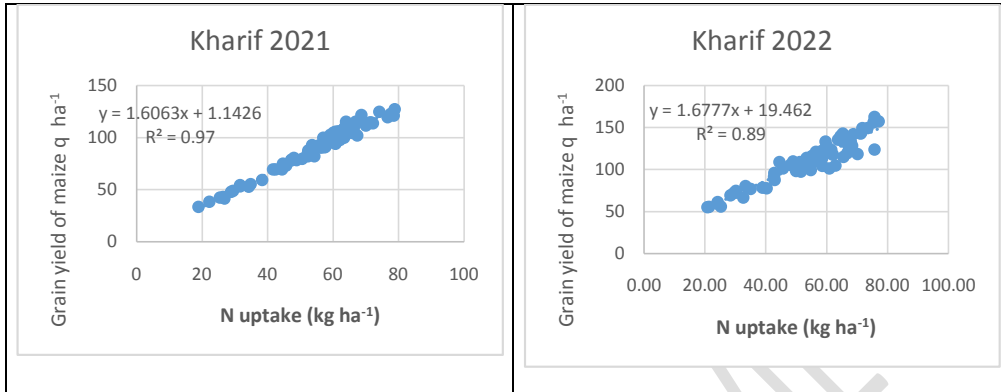 Kharif 2021
Grain yield of maize q ha-1
150
100
50
0
y = 1.6063x + 1.1426
R² = 0.97
0 20 40 60 80 100
N uptake (kg ha-1)
Kharif 2022
Grain yield of maize q ha-1
200
150
100
50
0
y = 1.6777x + 19.462
R² = 0.89
0.00 20.00 40.00 60.00 80.00 100.00
N uptake (kg ha-1)